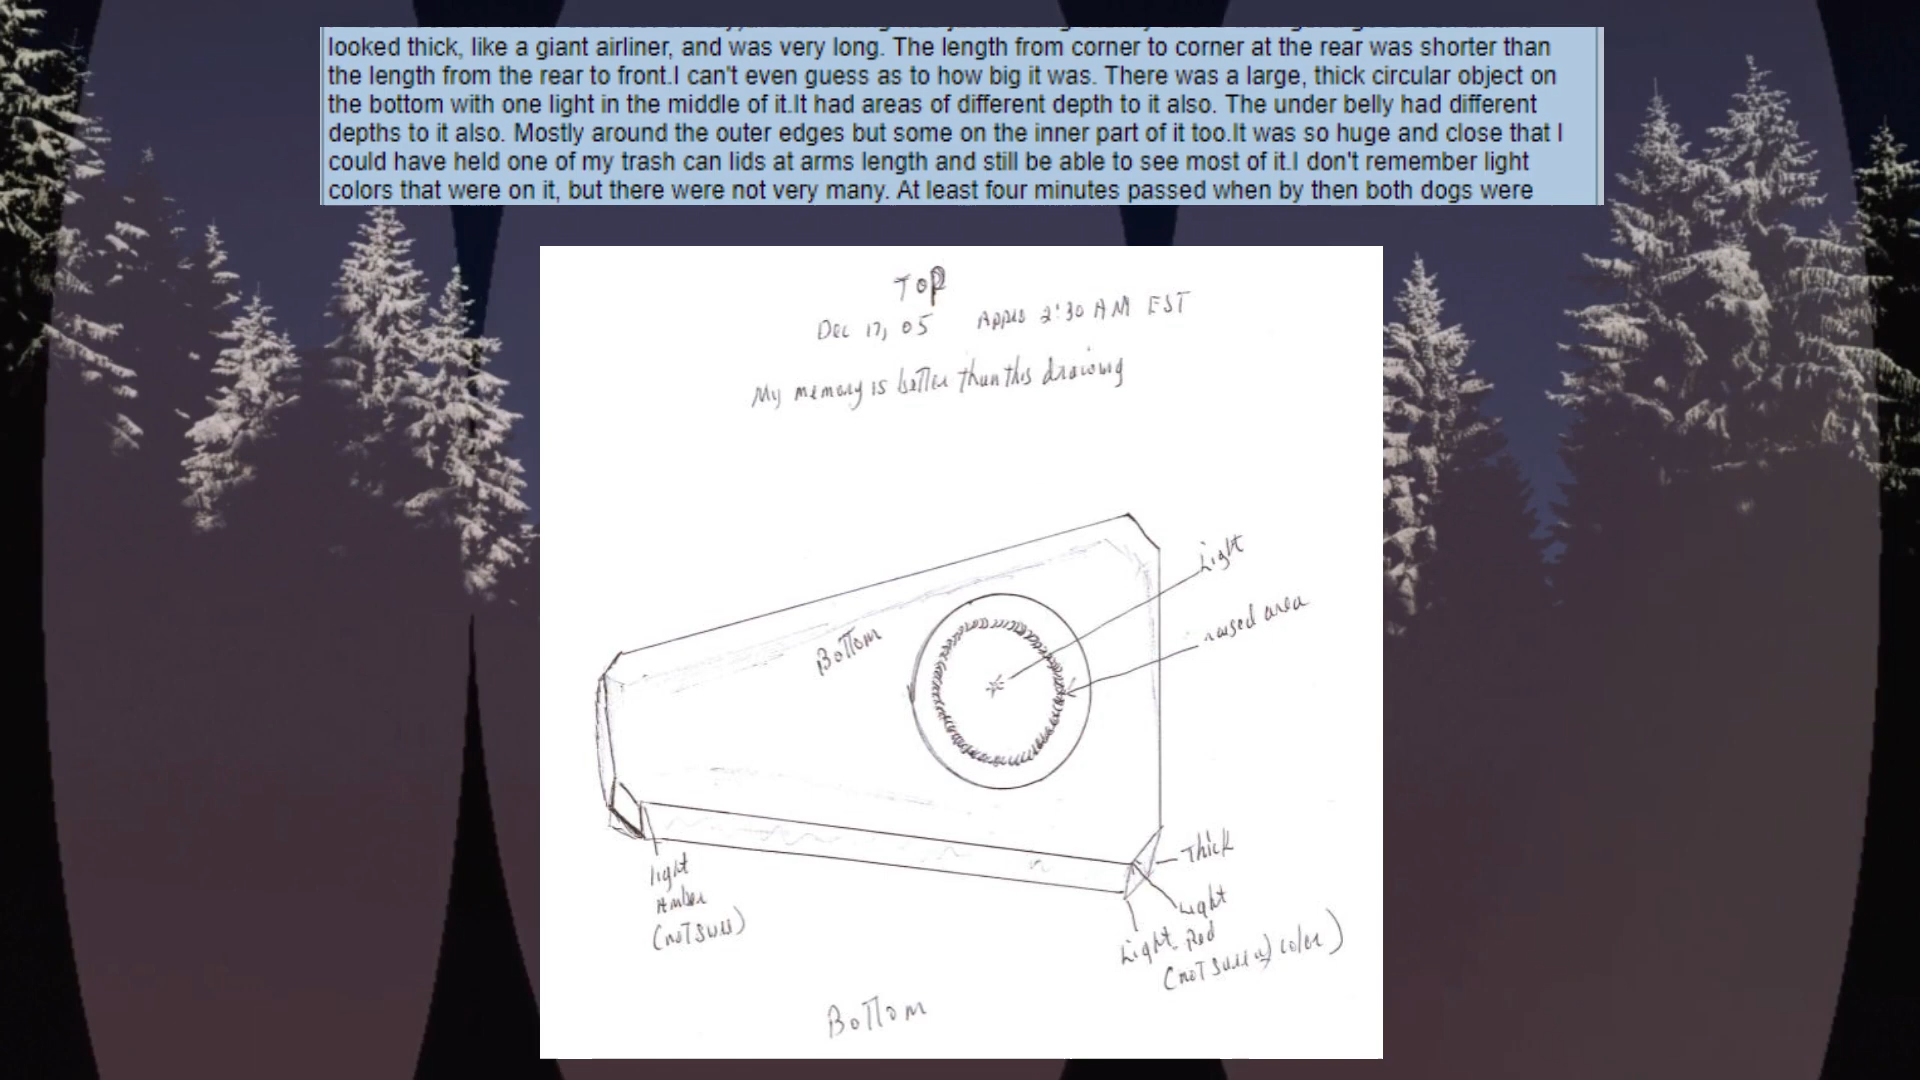 looked thick, like a giant airliner, and was very long. The length from corner to corner at the rear was shorter than
the length from the rear to front.I can't even guess as to how big it was. There was a large, thick circular object on
the bottom with one light in the middle of it.It had areas of different depth to it also. The under belly had different
depths to it also. Mostly around the outer edges but some on the inner part of it too.It was so huge and close that I
could have held one of my trash can lids at arms length and still be able to see most of it.I don't remember light
colors that were on it, but there were not very many. At least four minutes passed when by then both dogs were
Top
Dec 17, 05 2:30 AM EST
My memory is better than this drawing
Light
raised area
Bottom
Thick
light
Amber
(not sure)
Light
Light Red
(not sure color)
Bottom